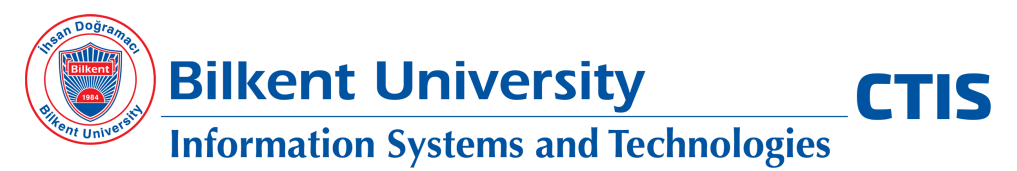 İhsan Doğramacı
Bilkent
1984
Bilkent University
Bilkent University
CTIS
Information Systems and Technologies